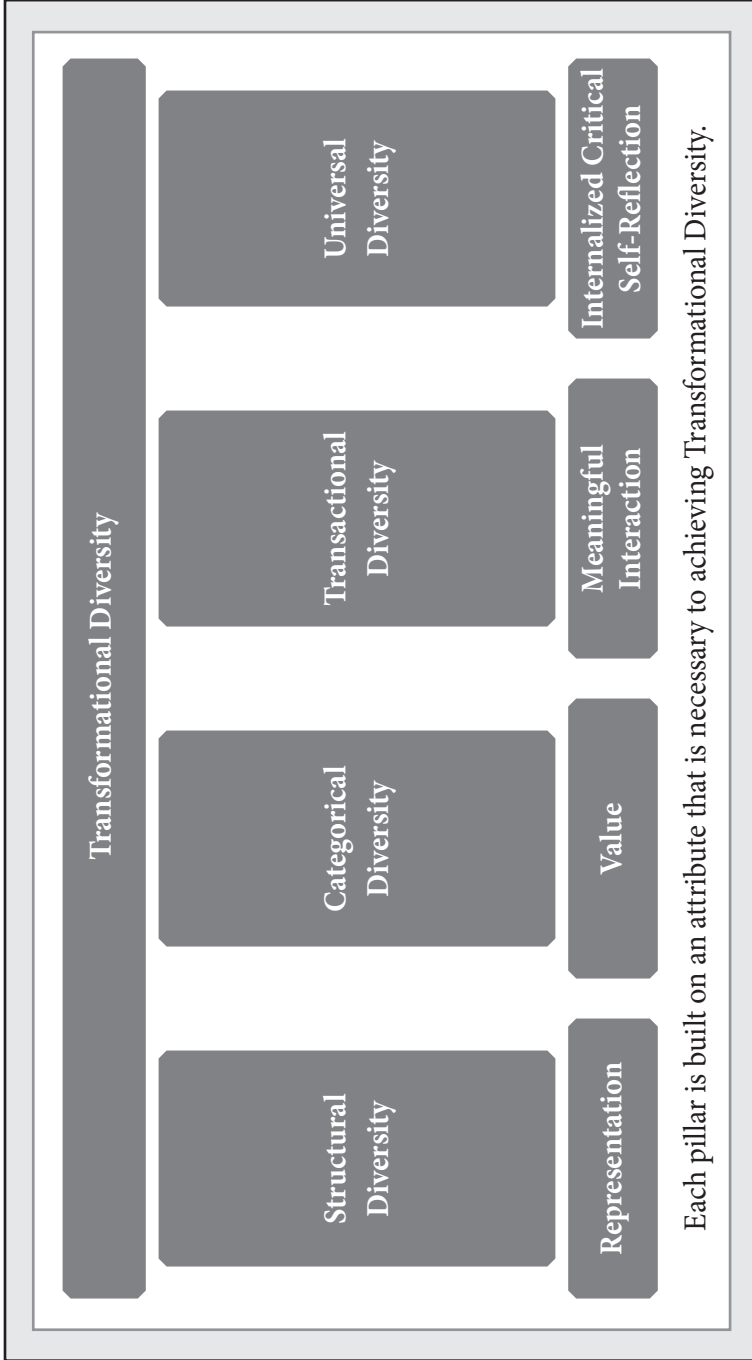 Transformational Diversity
Structural
Diversity
Categorical
Diversity
Transactional
Diversity
Universal
Diversity
Representation
Value
Meaningful
Interaction
Internalized Critical
Self-Reflection
Each pillar is built on an attribute that is necessary to achieving Transformational Diversity.